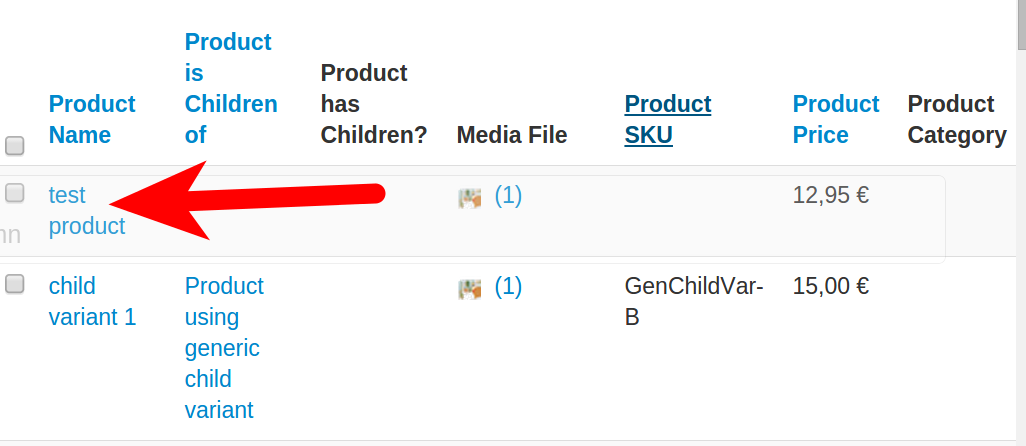 Product Name
Product is Children of
Product has Children?
Media File
Product SKU
Product Price
Product Category
test product
(1)
12,95 €
child variant 1
Product using generic child variant
(1)
GenChildVar-B
15,00 €